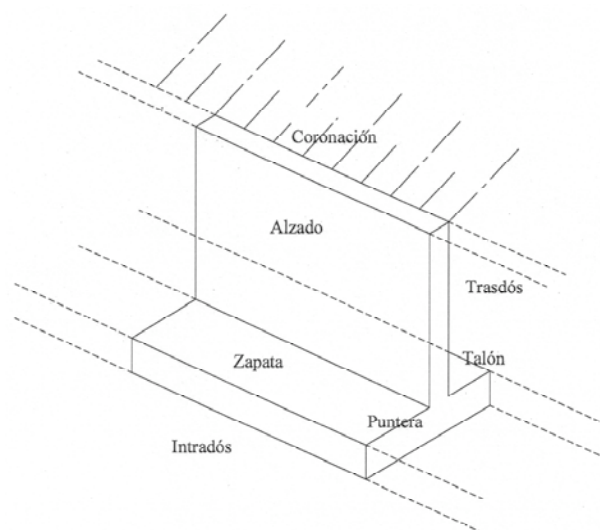 Coronación
Alzado
Trasdós
Talón
Zapata
Puntera
Intradós